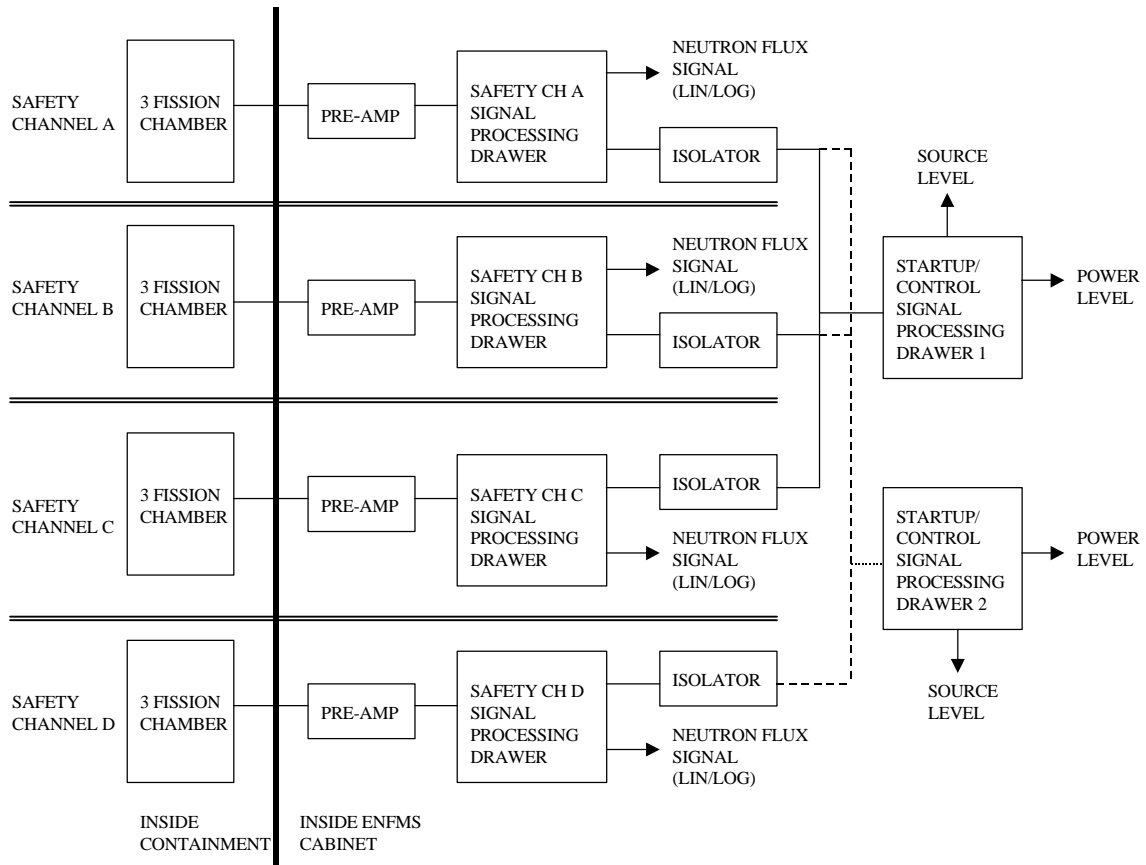 SAFETY
CHANNEL A
3 FISSION
CHAMBER
PRE-AMP
SAFETY CH A
SIGNAL
PROCESSING
DRAWER
NEUTRON FLUX
SIGNAL
(LIN/LOG)
ISOLATOR
SOURCE
LEVEL
SAFETY
CHANNEL B
3 FISSION
CHAMBER
PRE-AMP
SAFETY CH B
SIGNAL
PROCESSING
DRAWER
NEUTRON FLUX
SIGNAL
(LIN/LOG)
ISOLATOR
STARTUP/
CONTROL
SIGNAL
PROCESSING
DRAWER 1
POWER
LEVEL
SAFETY
CHANNEL C
3 FISSION
CHAMBER
PRE-AMP
SAFETY CH C
SIGNAL
PROCESSING
DRAWER
ISOLATOR
NEUTRON FLUX
SIGNAL
(LIN/LOG)
STARTUP/
CONTROL
SIGNAL
PROCESSING
DRAWER 2
POWER
LEVEL
SAFETY
CHANNEL D
3 FISSION
CHAMBER
PRE-AMP
SAFETY CH D
SIGNAL
PROCESSING
DRAWER
ISOLATOR
NEUTRON FLUX
SIGNAL
(LIN/LOG)
SOURCE
LEVEL
INSIDE
CONTAINMENT
INSIDE ENFMS
CABINET